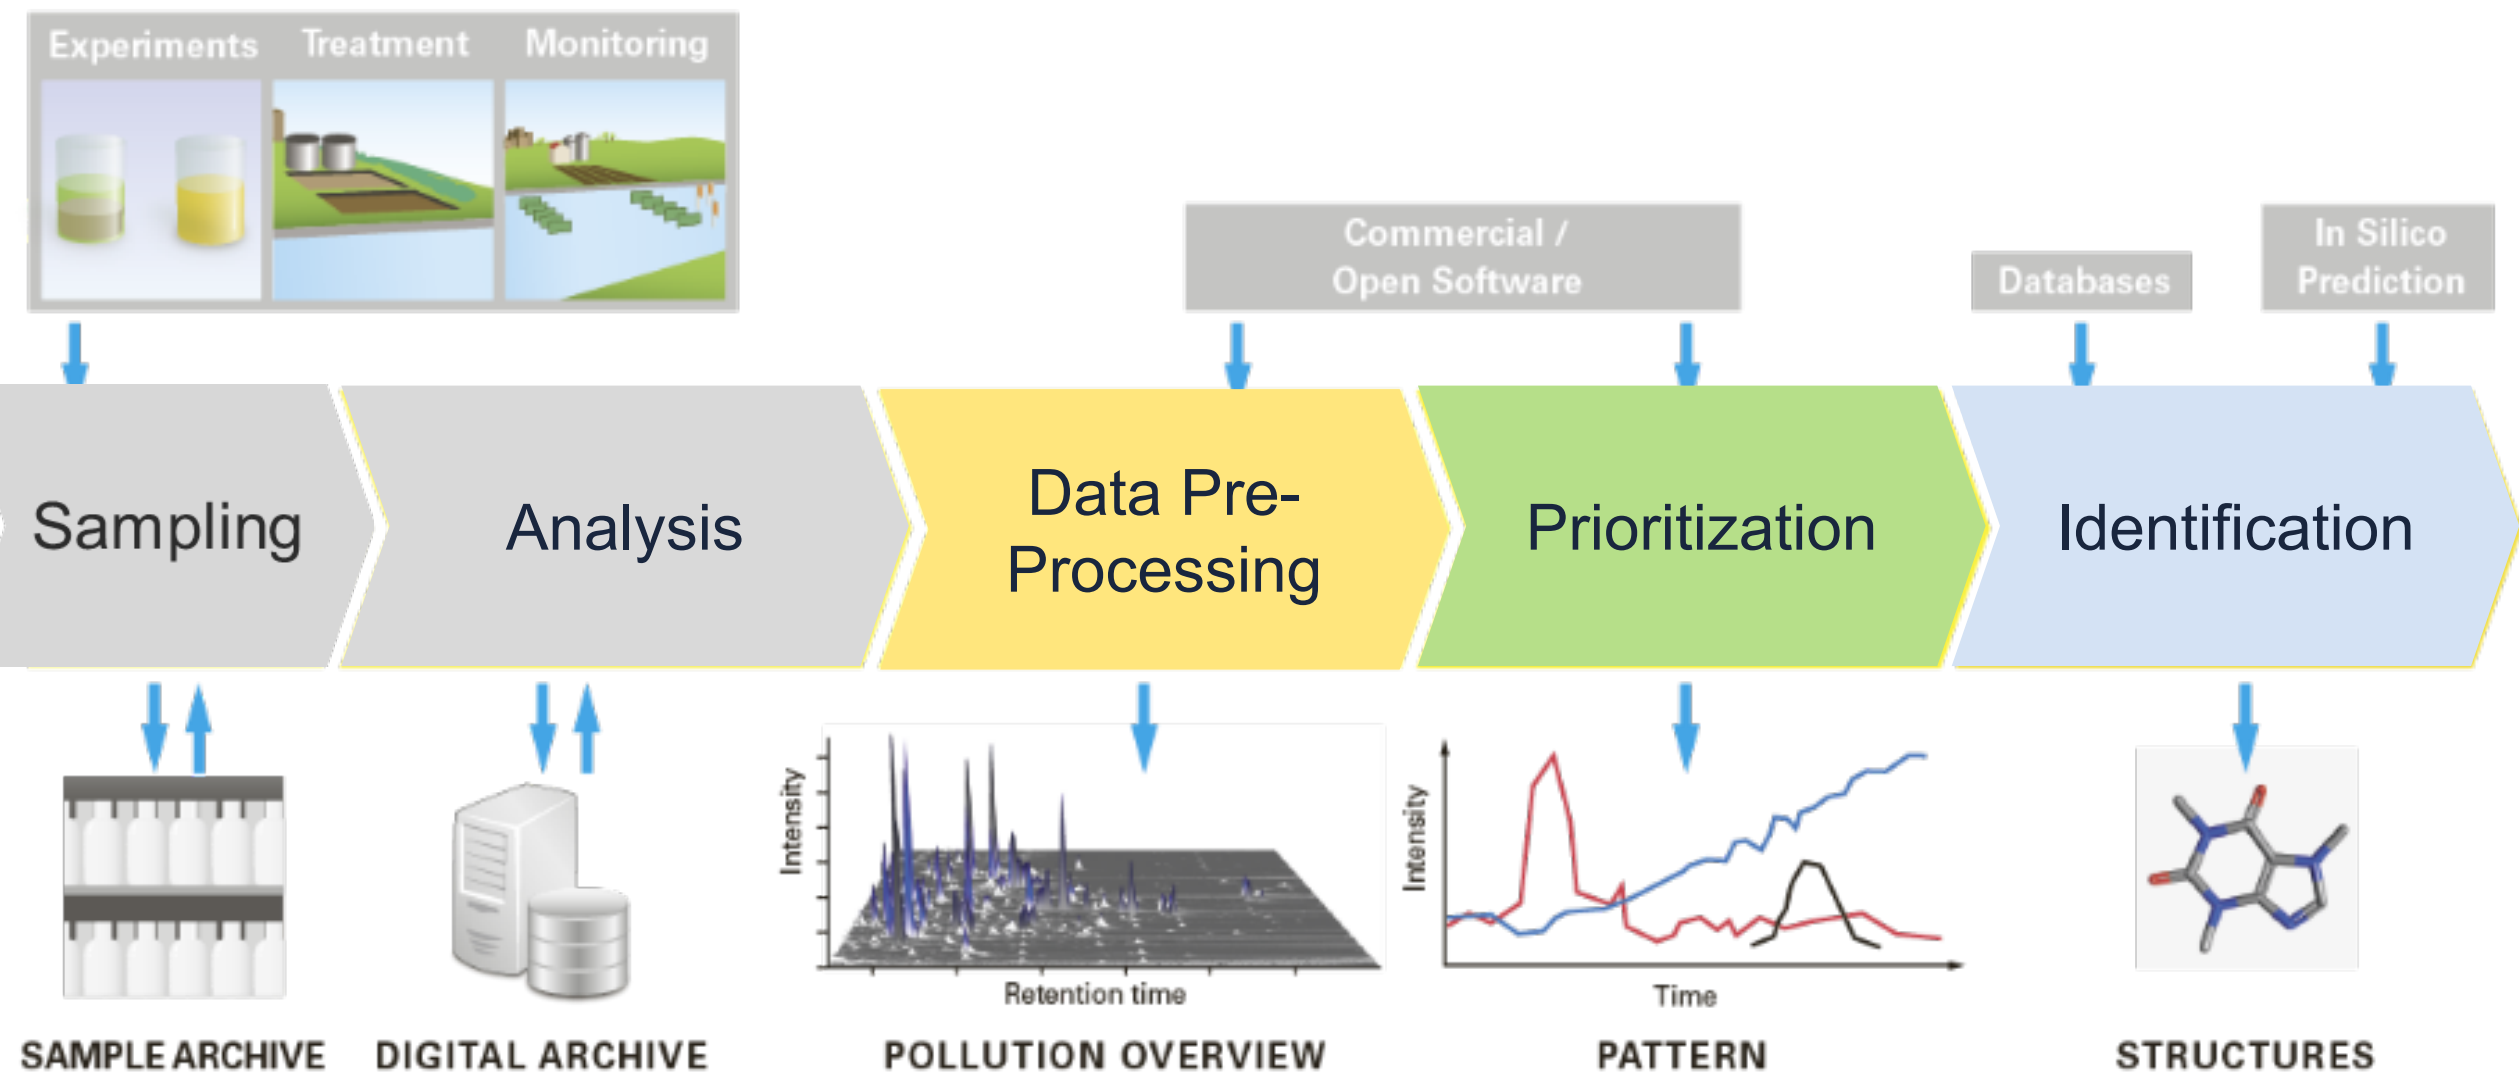 Experiments
Treatment
Monitoring
Commercial /
Open Software
Databases
In Silico
Prediction
Sampling
Analysis
Data Pre-
Processing
Prioritization
Identification
Intensity
Retention time
Intensity
Time
SAMPLE ARCHIVE
DIGITAL ARCHIVE
POLLUTION OVERVIEW
PATTERN
STRUCTURES